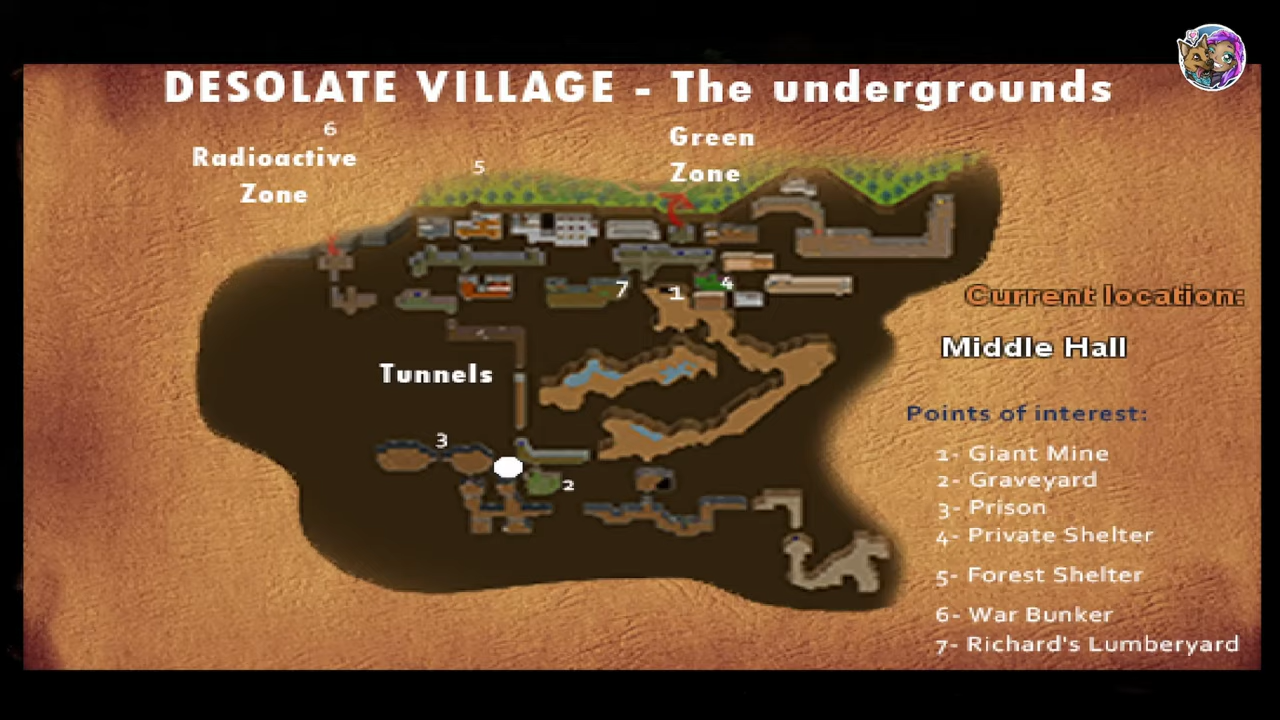 DESOLATE VILLAGE - The undergrounds
6
Radioactive
Zone
5
Green
Zone
7
1
4
Current location:
Middle Hall
Tunnels
3
2
Points of interest:
1- Giant Mine
2- Graveyard
3- Prison
4- Private Shelter
5- Forest Shelter
6- War Bunker
7- Richard's Lumberyard